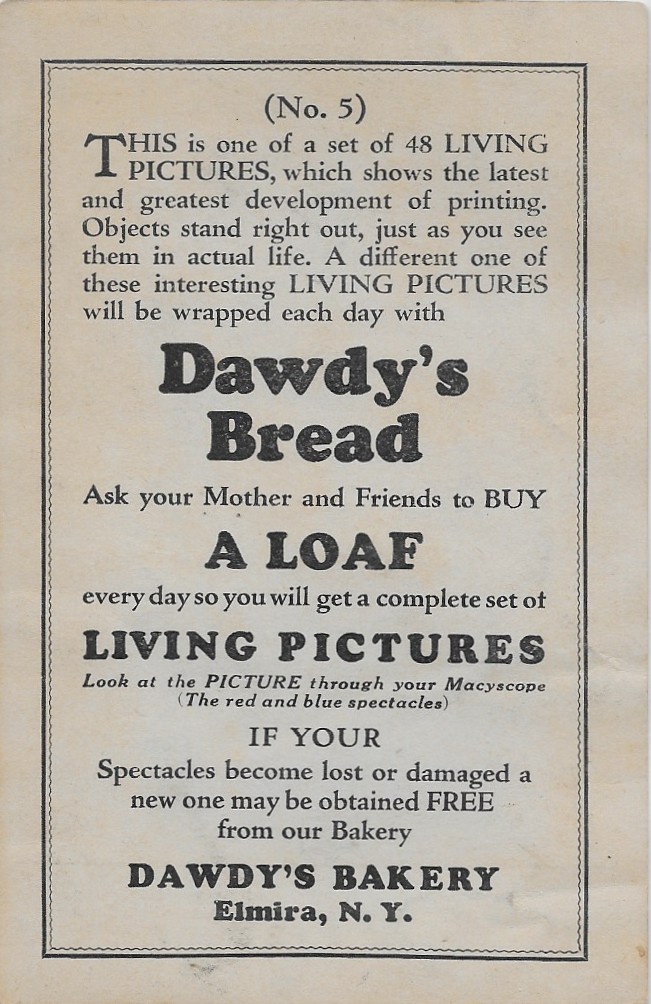 (No. 5)
THIS is one of a set of 48 LIVING
PICTURES, which shows the latest
and greatest development of printing.
Objects stand right out, just as you see
them in actual life. A different one of
these interesting LIVING PICTURES
will be wrapped each day with
Dawdy's
Bread
Ask your Mother and Friends to BUY
A LOAF
every day so you will get a complete set of
LIVING PICTURES
Look at the PICTURE through your Macyscope
(The red and blue spectacles)
IF YOUR
Spectacles become lost or damaged a
new one may be obtained FREE
from our Bakery
DAWDY'S BAKERY
Elmira, N. Y.